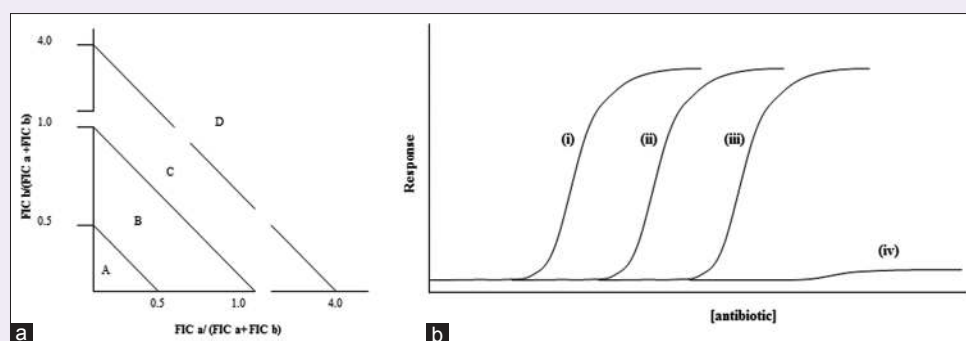 FIC b/(FIC a +FIC b)
4.0
1.0
0.5
D
C
B
A
0.5
1.0
4.0
FIC a/ (FIC a+ FIC b)
a
Response
(i)
(ii)
(iii)
(iv)
[antibiotic]
b